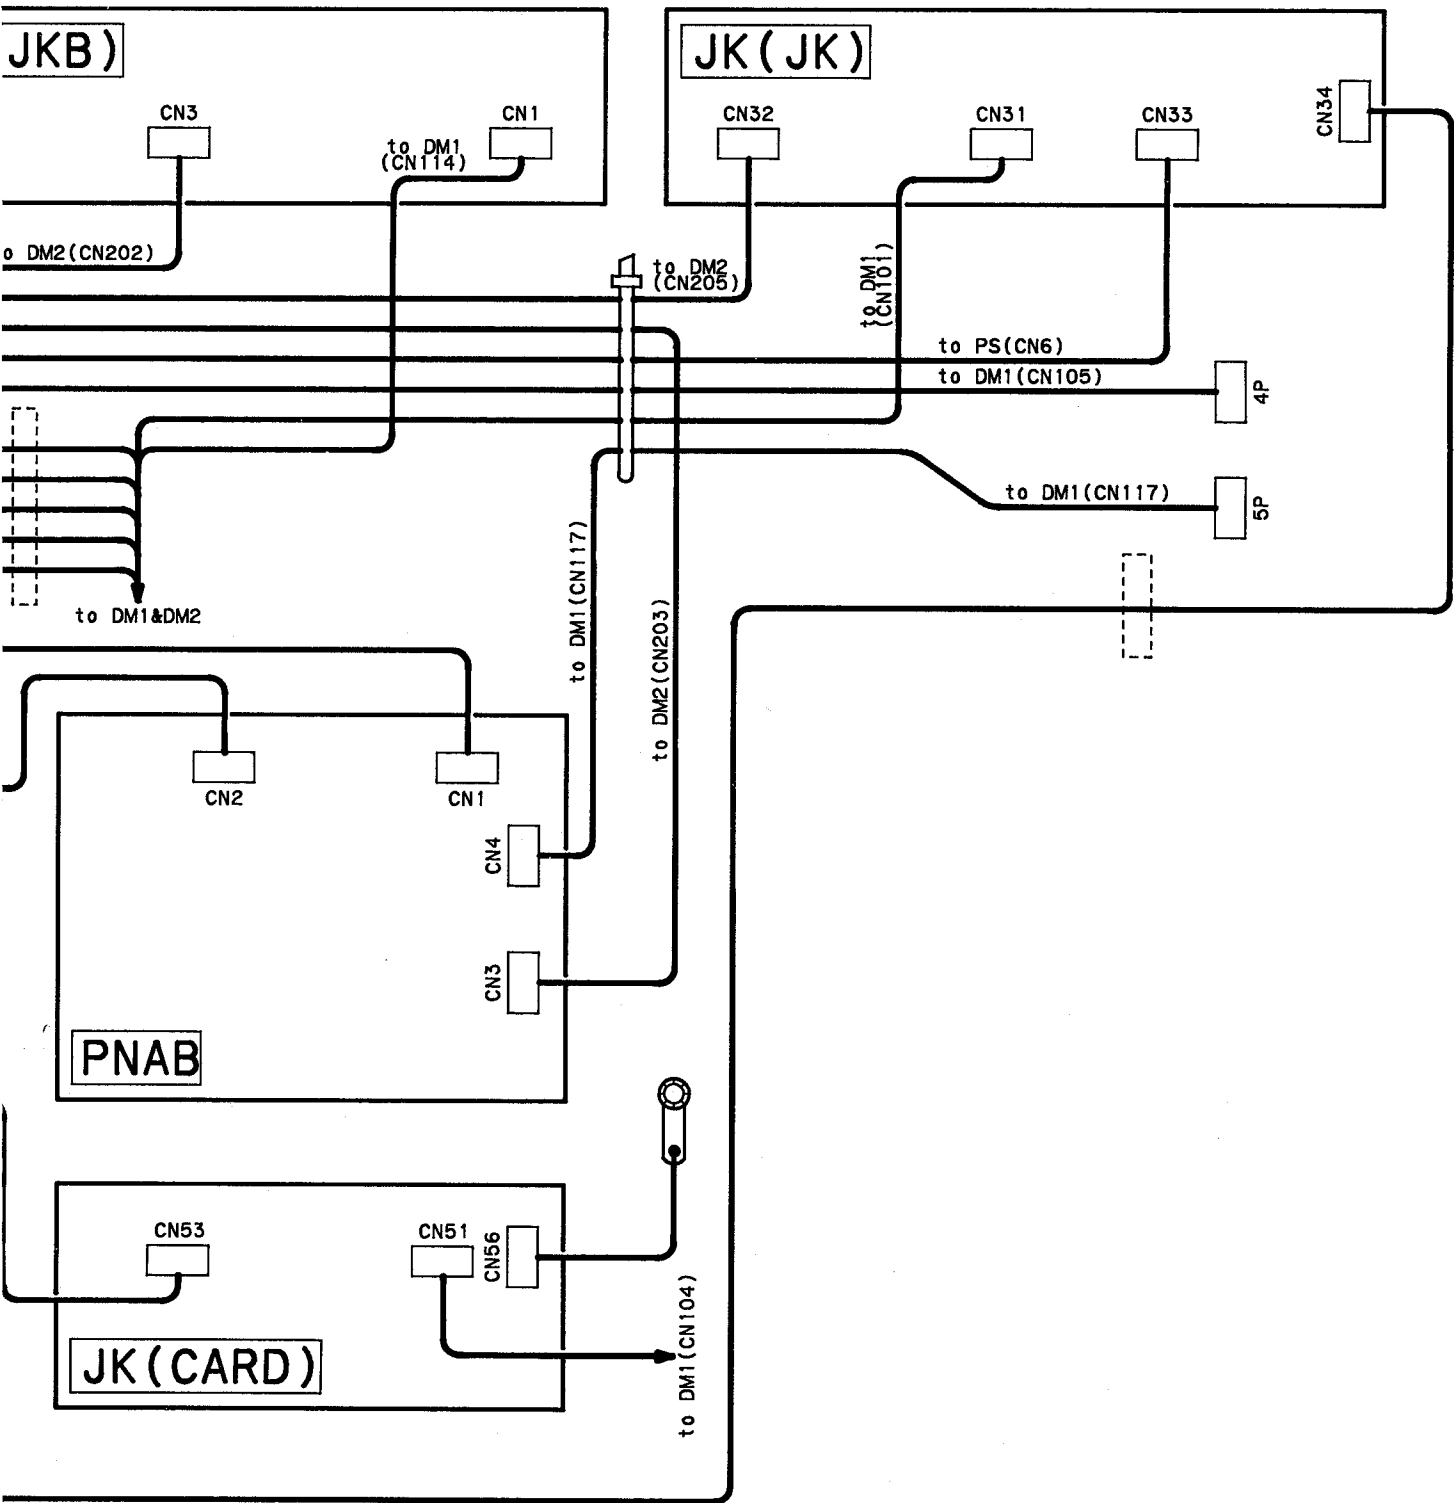 JKB)
JK(JK)
CN3
CN1
CN32
CN31
CN33
CN34
to DM1
(CN114)
o DM2(CN202)
to DM2
(CN205)
to DM1
(CN101)
to PS(CN6)
to DM1(CN105)
4P
to DM1(CN117)
5P
to DM1&DM2
to DM1(CN117)
to DM2(CN203)
CN2
CN1
CN4
CN3
PNAB
CN53
CN51
CN56
to DM1(CN104)
JK(CARD)